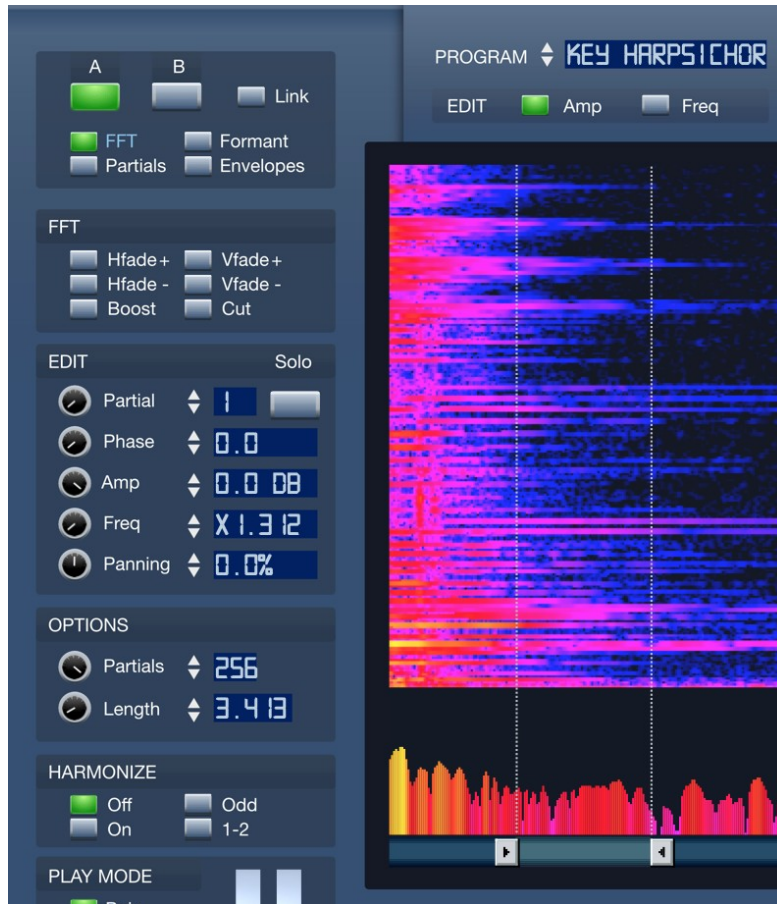 PROGRAM KEY HARPSICHOR
EDIT Amp Freq
A B
Link
FFT Formant
Partials Envelopes
FFT
Hfade+ Vfade+
Hfade - Vfade -
Boost Cut
EDIT Solo
Partial 1
Phase 0.0
Amp 0.0 DB
Freq X1.312
Panning 0.0%
OPTIONS
Partials 256
Length 3.413
HARMONIZE
Off Odd
On 1-2
PLAY MODE